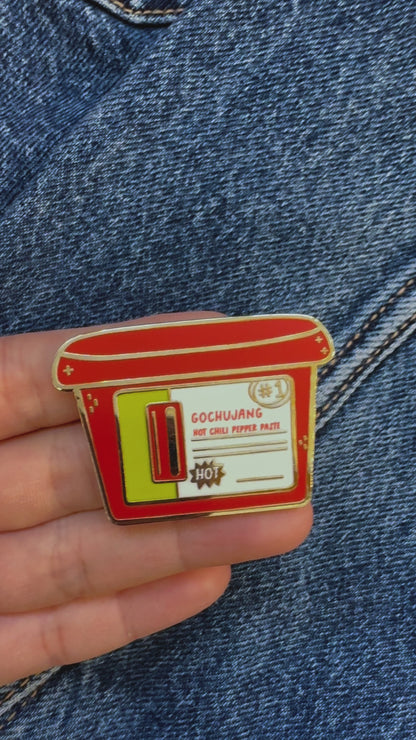 #1
GOCHUJANG
HOT CHILI PEPPER PASTE
HOT